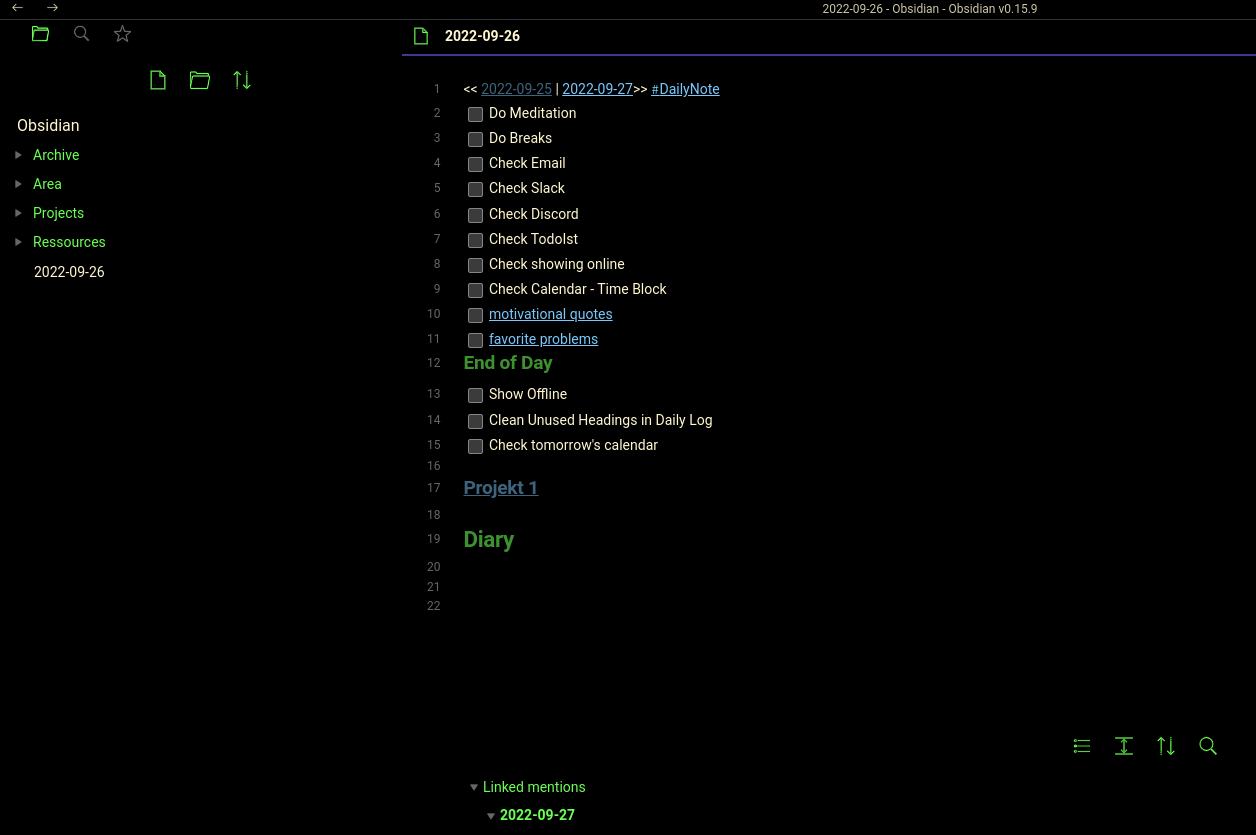 2022-09-26 - Obsidian - Obsidian v0.15.9
2022-09-26
Obsidian
Archive
Area
Projects
Ressources
2022-09-26
1 << 2022-09-25 | 2022-09-27>> #DailyNote
2 Do Meditation
3 Do Breaks
4 Check Email
5 Check Slack
6 Check Discord
7 Check Todolst
8 Check showing online
9 Check Calendar - Time Block
10 motivational quotes
11 favorite problems
12 End of Day
13 Show Offline
14 Clean Unused Headings in Daily Log
15 Check tomorrow's calendar
16
17 Projekt 1
18
19 Diary
20
21
22
Linked mentions
2022-09-27